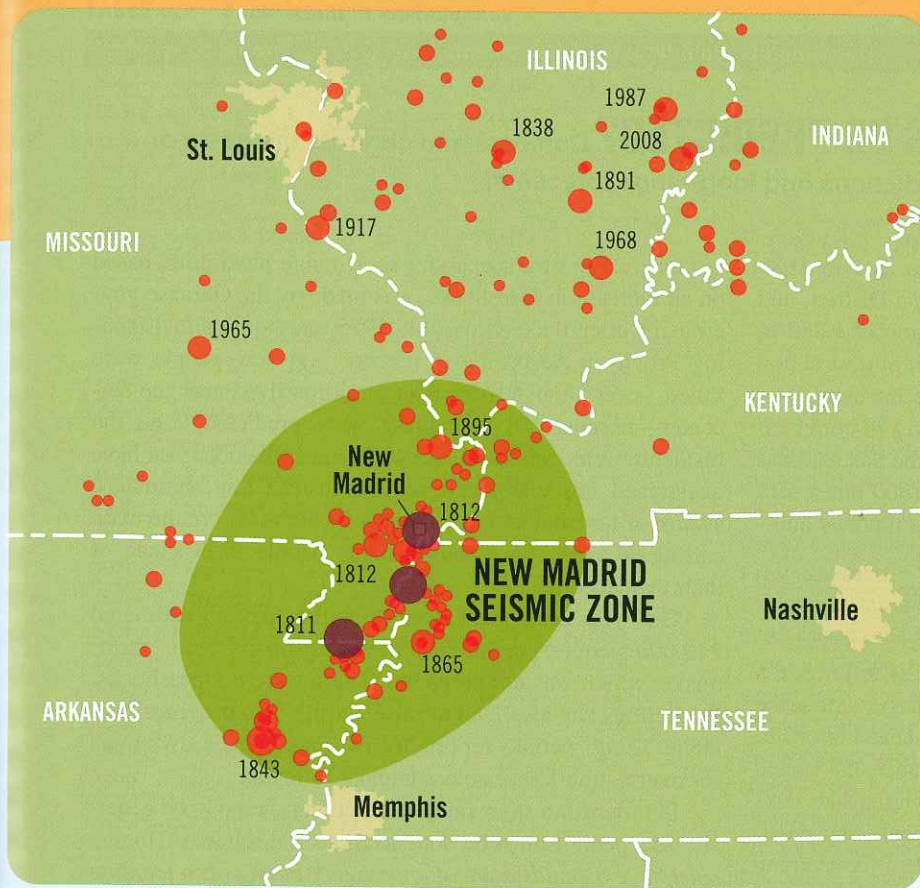 ILLINOIS
1987
1838
2008
INDIANA
St. Louis
1891
1917
MISSOURI
1968
1965
KENTUCKY
1895
New
Madrid
1812
1812
NEW MADRID
SEISMIC ZONE
Nashville
1811
1865
ARKANSAS
TENNESSEE
1843
Memphis